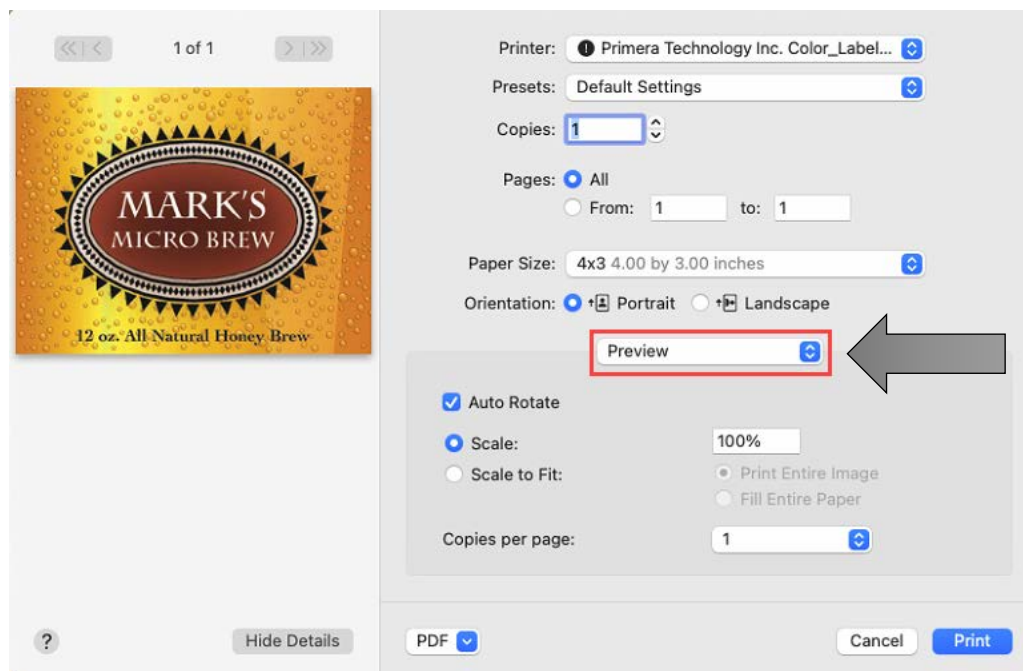 1 of 1
MARK'S
MICRO BREW
12 oz. All Natural Honey Brew
? Hide Details
Printer: Primera Technology Inc. Color_Label...
Presets: Default Settings
Copies: 1
Pages: All
From: 1 to: 1
Paper Size: 4x3 4.00 by 3.00 inches
Orientation: Portrait Landscape
Preview
Auto Rotate
Scale: 100%
Scale to Fit: Print Entire Image
Fill Entire Paper
Copies per page: 1
PDF Cancel Print